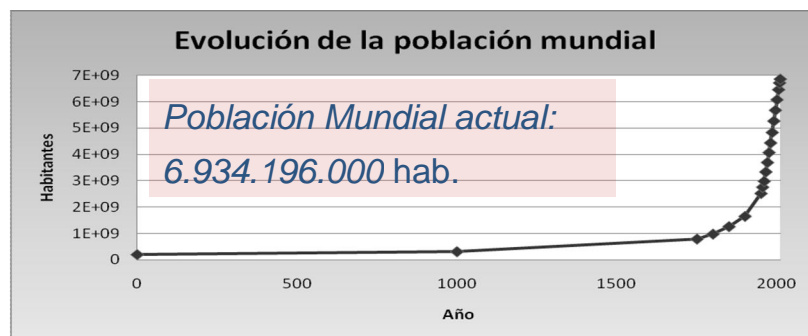 Evolución de la población mundial
7E+09
6E+09
5E+09
4E+09
3E+09
2E+09
1E+09
0
Habitantes
Población Mundial actual:
6.934.196.000 hab.
0 500 1000 1500 2000
Año